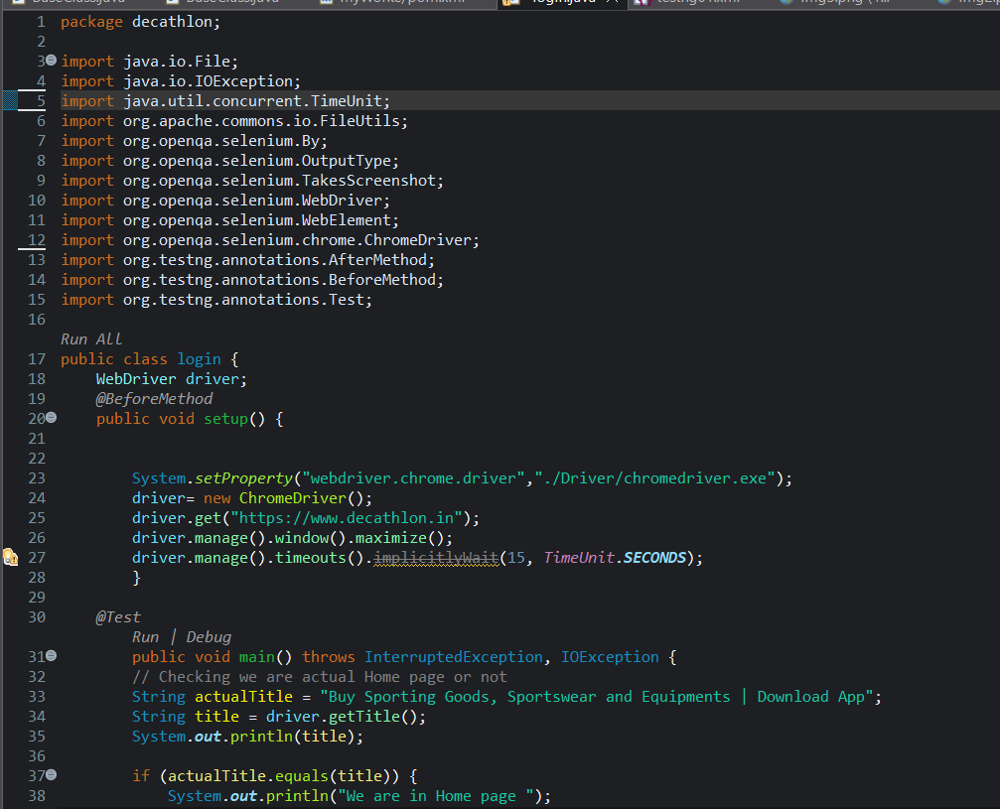 1 package decathlon;
2
3 import java.io.File;
4 import java.io.IOException;
5 import java.util.concurrent.TimeUnit;
6 import org.apache.commons.io.FileUtils;
7 import org.openqa.selenium.By;
8 import org.openqa.selenium.OutputType;
9 import org.openqa.selenium.TakesScreenshot;
10 import org.openqa.selenium.WebDriver;
11 import org.openqa.selenium.WebElement;
12 import org.openqa.selenium.chrome.ChromeDriver;
13 import org.testng.annotations.AfterMethod;
14 import org.testng.annotations.BeforeMethod;
15 import org.testng.annotations.Test;
16
Run All
17 public class login {
18 WebDriver driver;
19 @BeforeMethod
20 public void setup() {
21
22
23 System.setProperty("webdriver.chrome.driver","./Driver/chromedriver.exe");
24 driver= new ChromeDriver();
25 driver.get("https://www.decathlon.in");
26 driver.manage().window().maximize();
27 driver.manage().timeouts().implicitlyWait(15, TimeUnit.SECONDS);
28 }
29
30 @Test
Run | Debug
31 public void main() throws InterruptedException, IOException {
32 // Checking we are actual Home page or not
33 String actualTitle = "Buy Sporting Goods, Sportswear and Equipments | Download App";
34 String title = driver.getTitle();
35 System.out.println(title);
36
37 if (actualTitle.equals(title)) {
38 System.out.println("We are in Home page ");